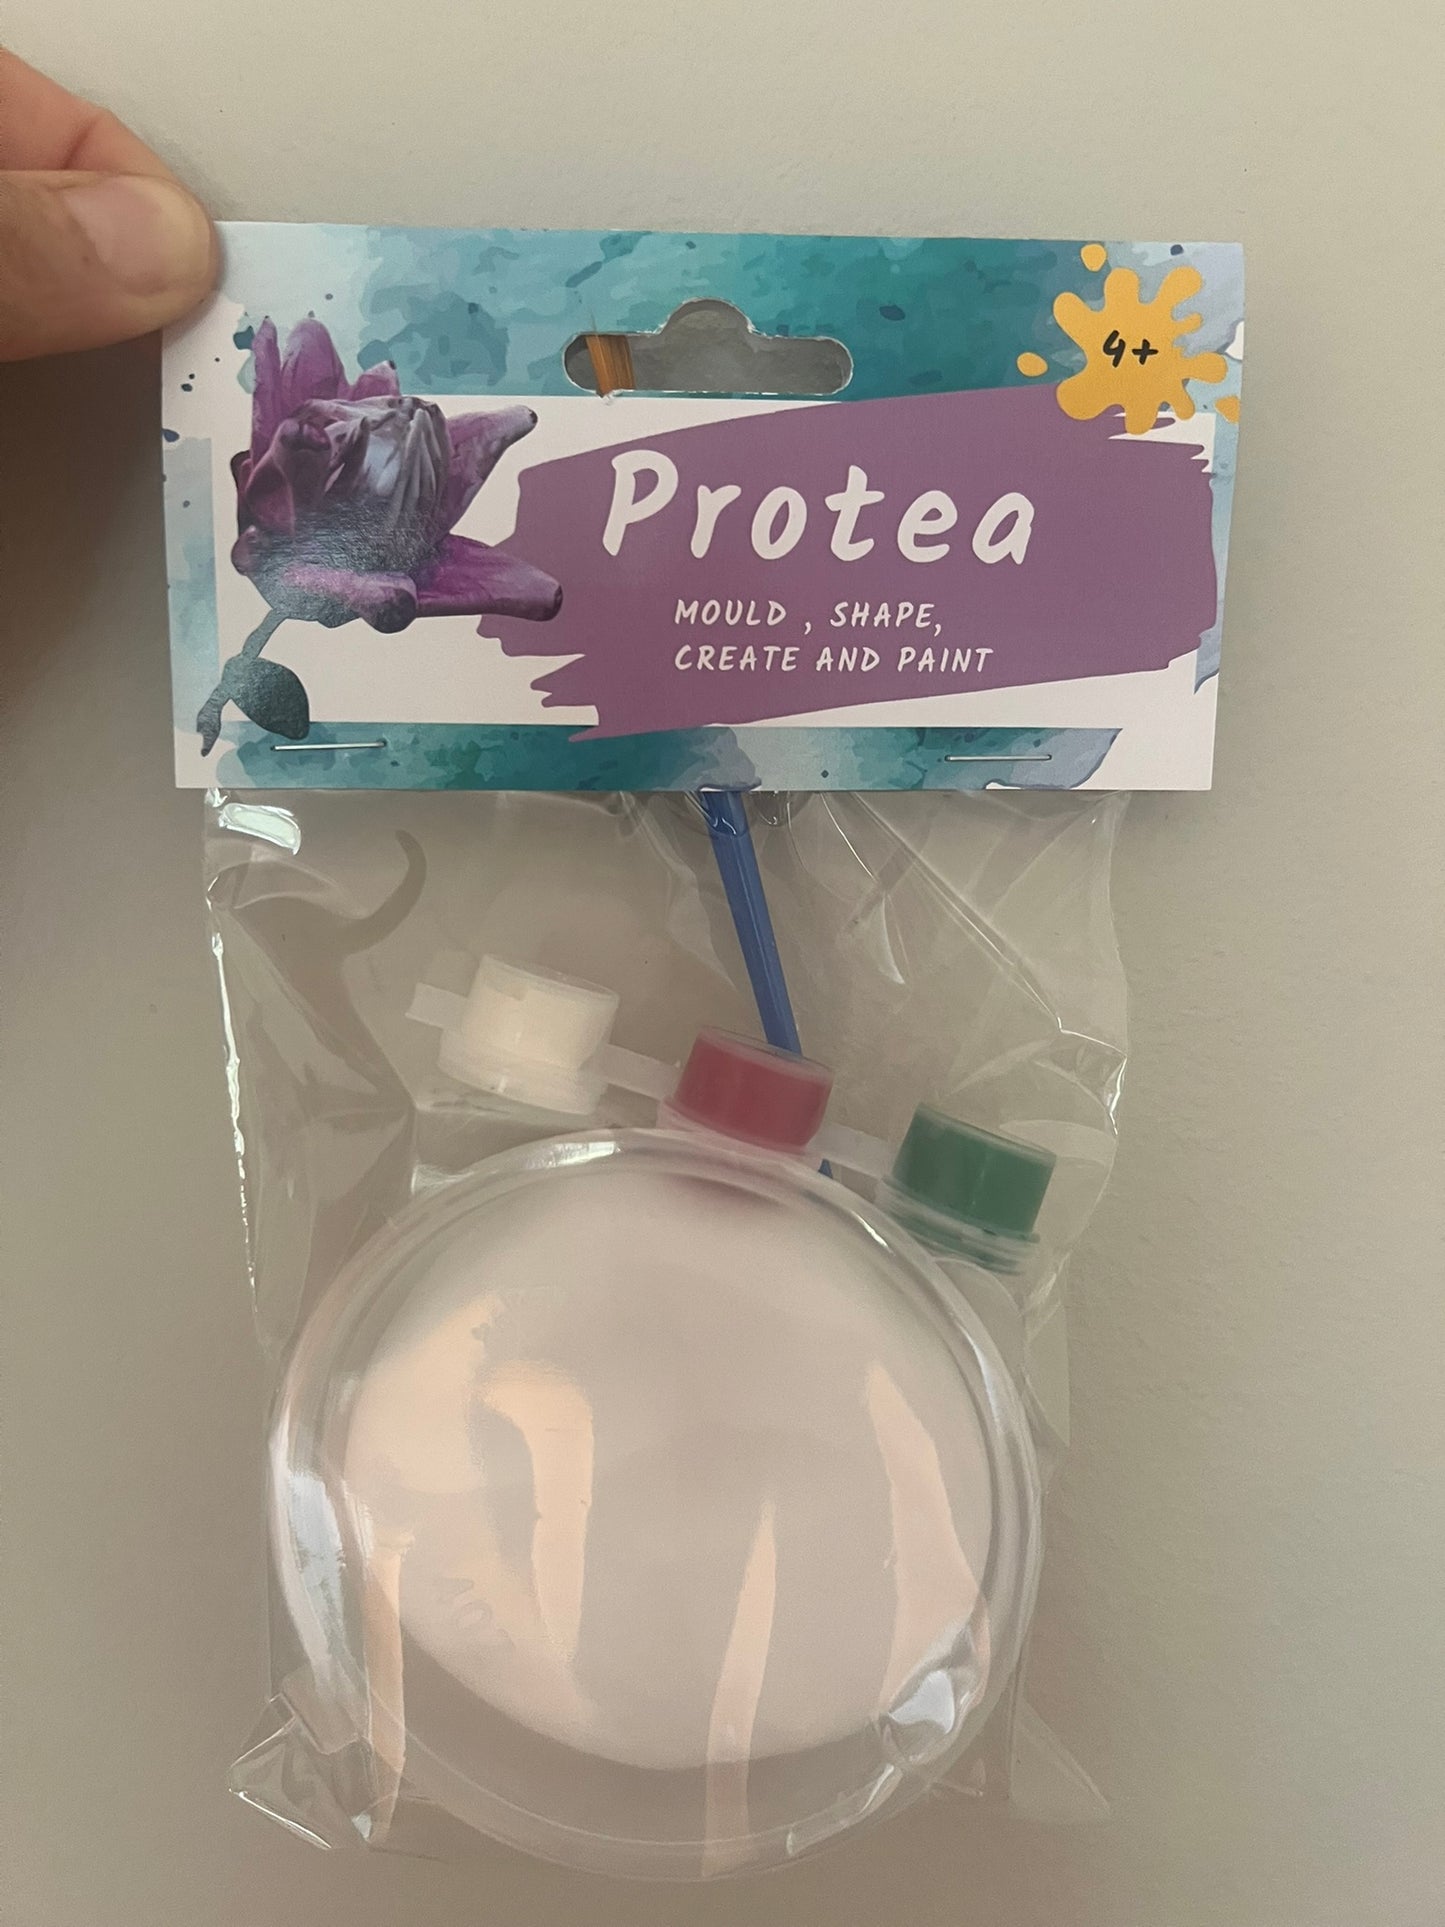 4+
Protea
MOULD , SHAPE,
CREATE AND PAINT